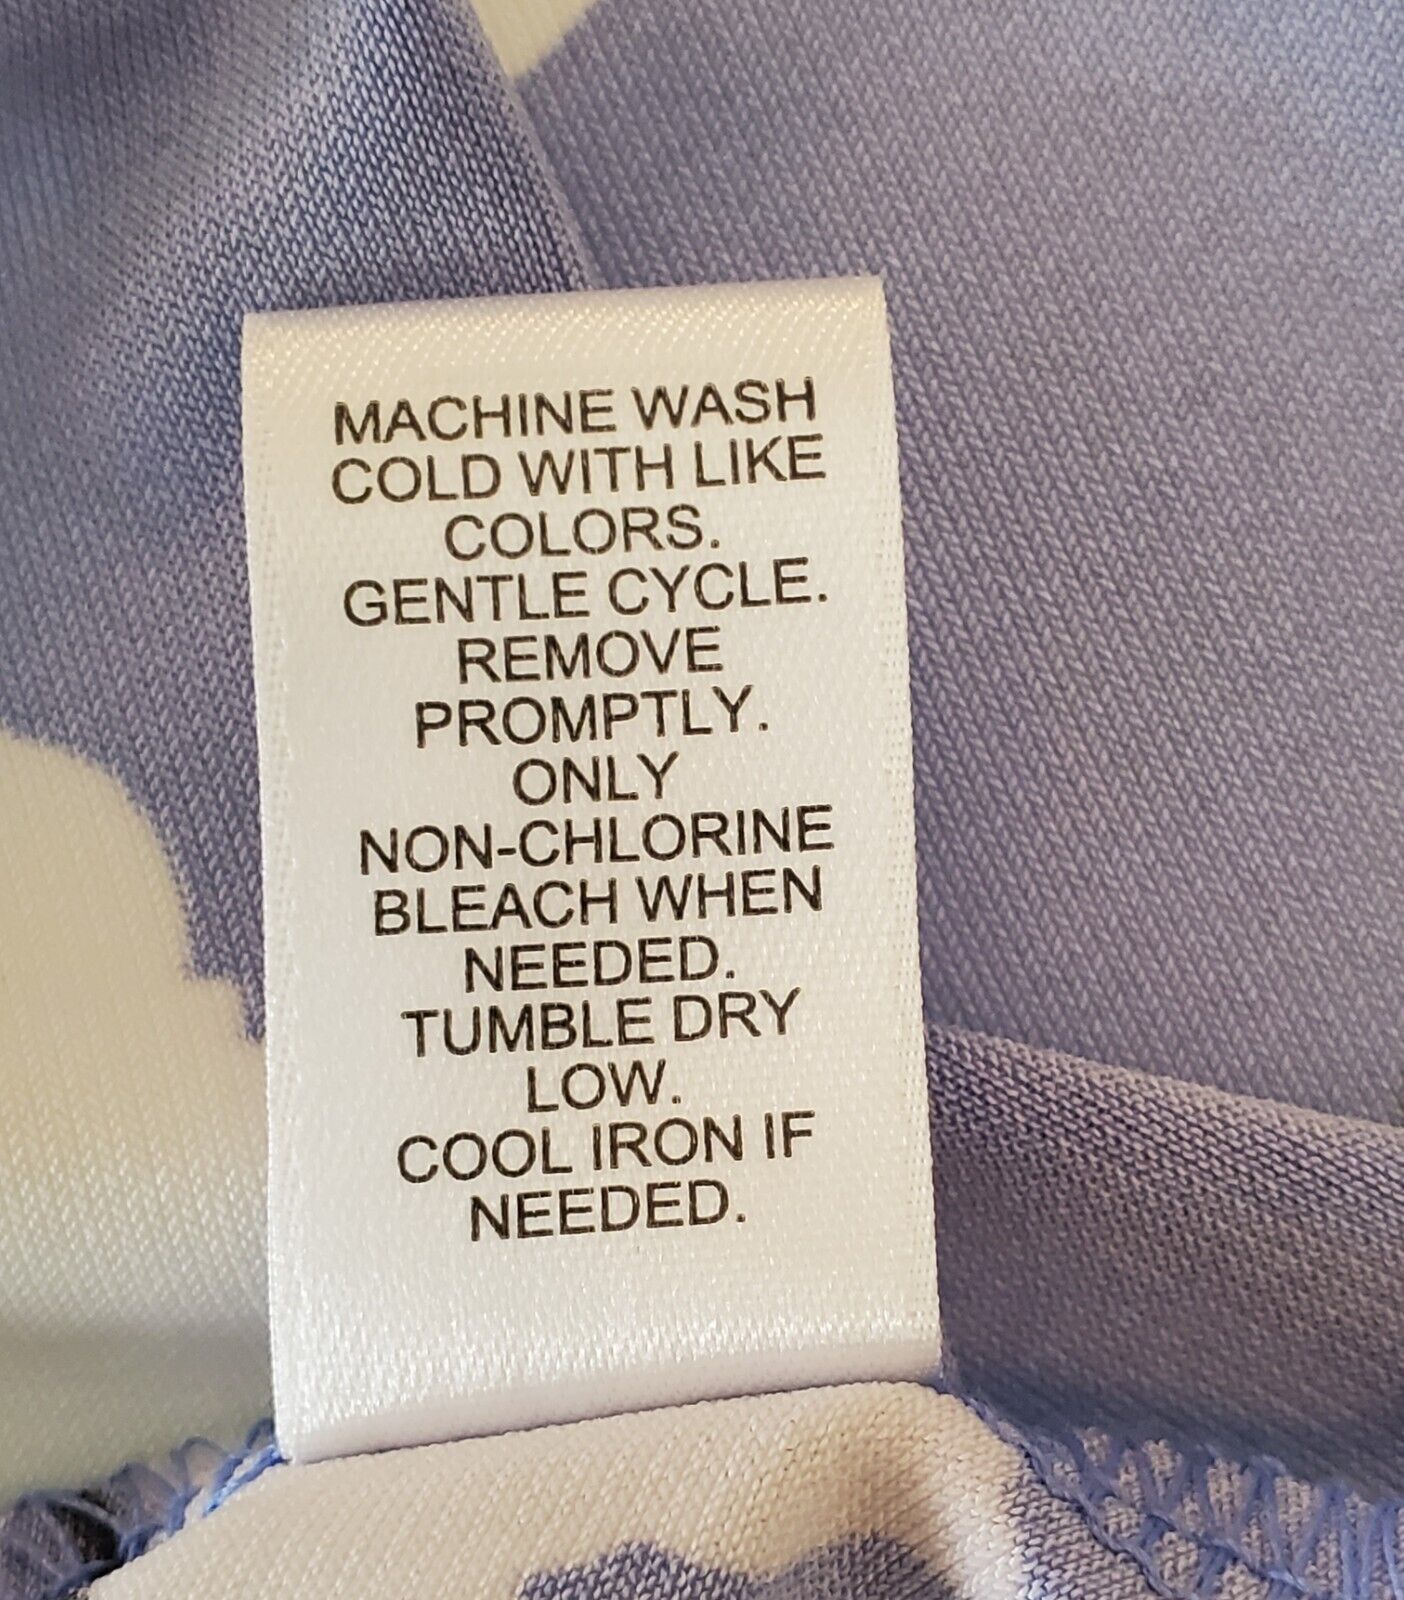 MACHINE WASH
COLD WITH LIKE
COLORS.
GENTLE CYCLE.
REMOVE
PROMPTLY.
ONLY
NON-CHLORINE
BLEACH WHEN
NEEDED.
TUMBLE DRY
LOW.
COOL IRON IF
NEEDED.